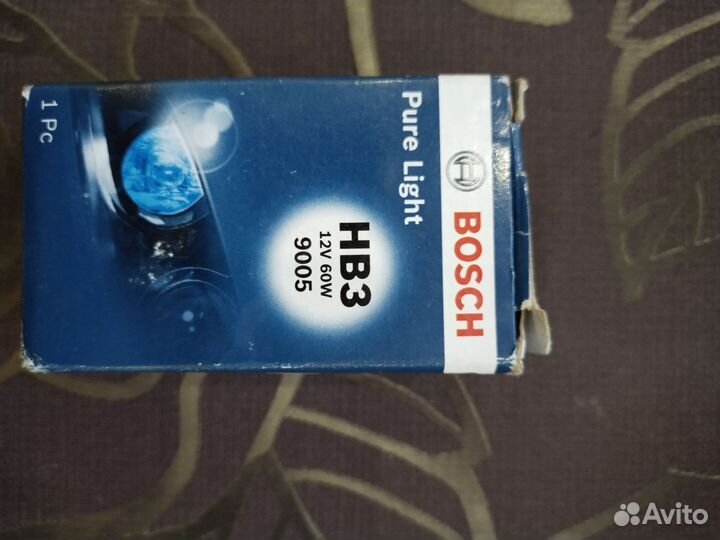 BOSCH
Pure Light
HB3
12V 60W
9005
1 Pc
Avito